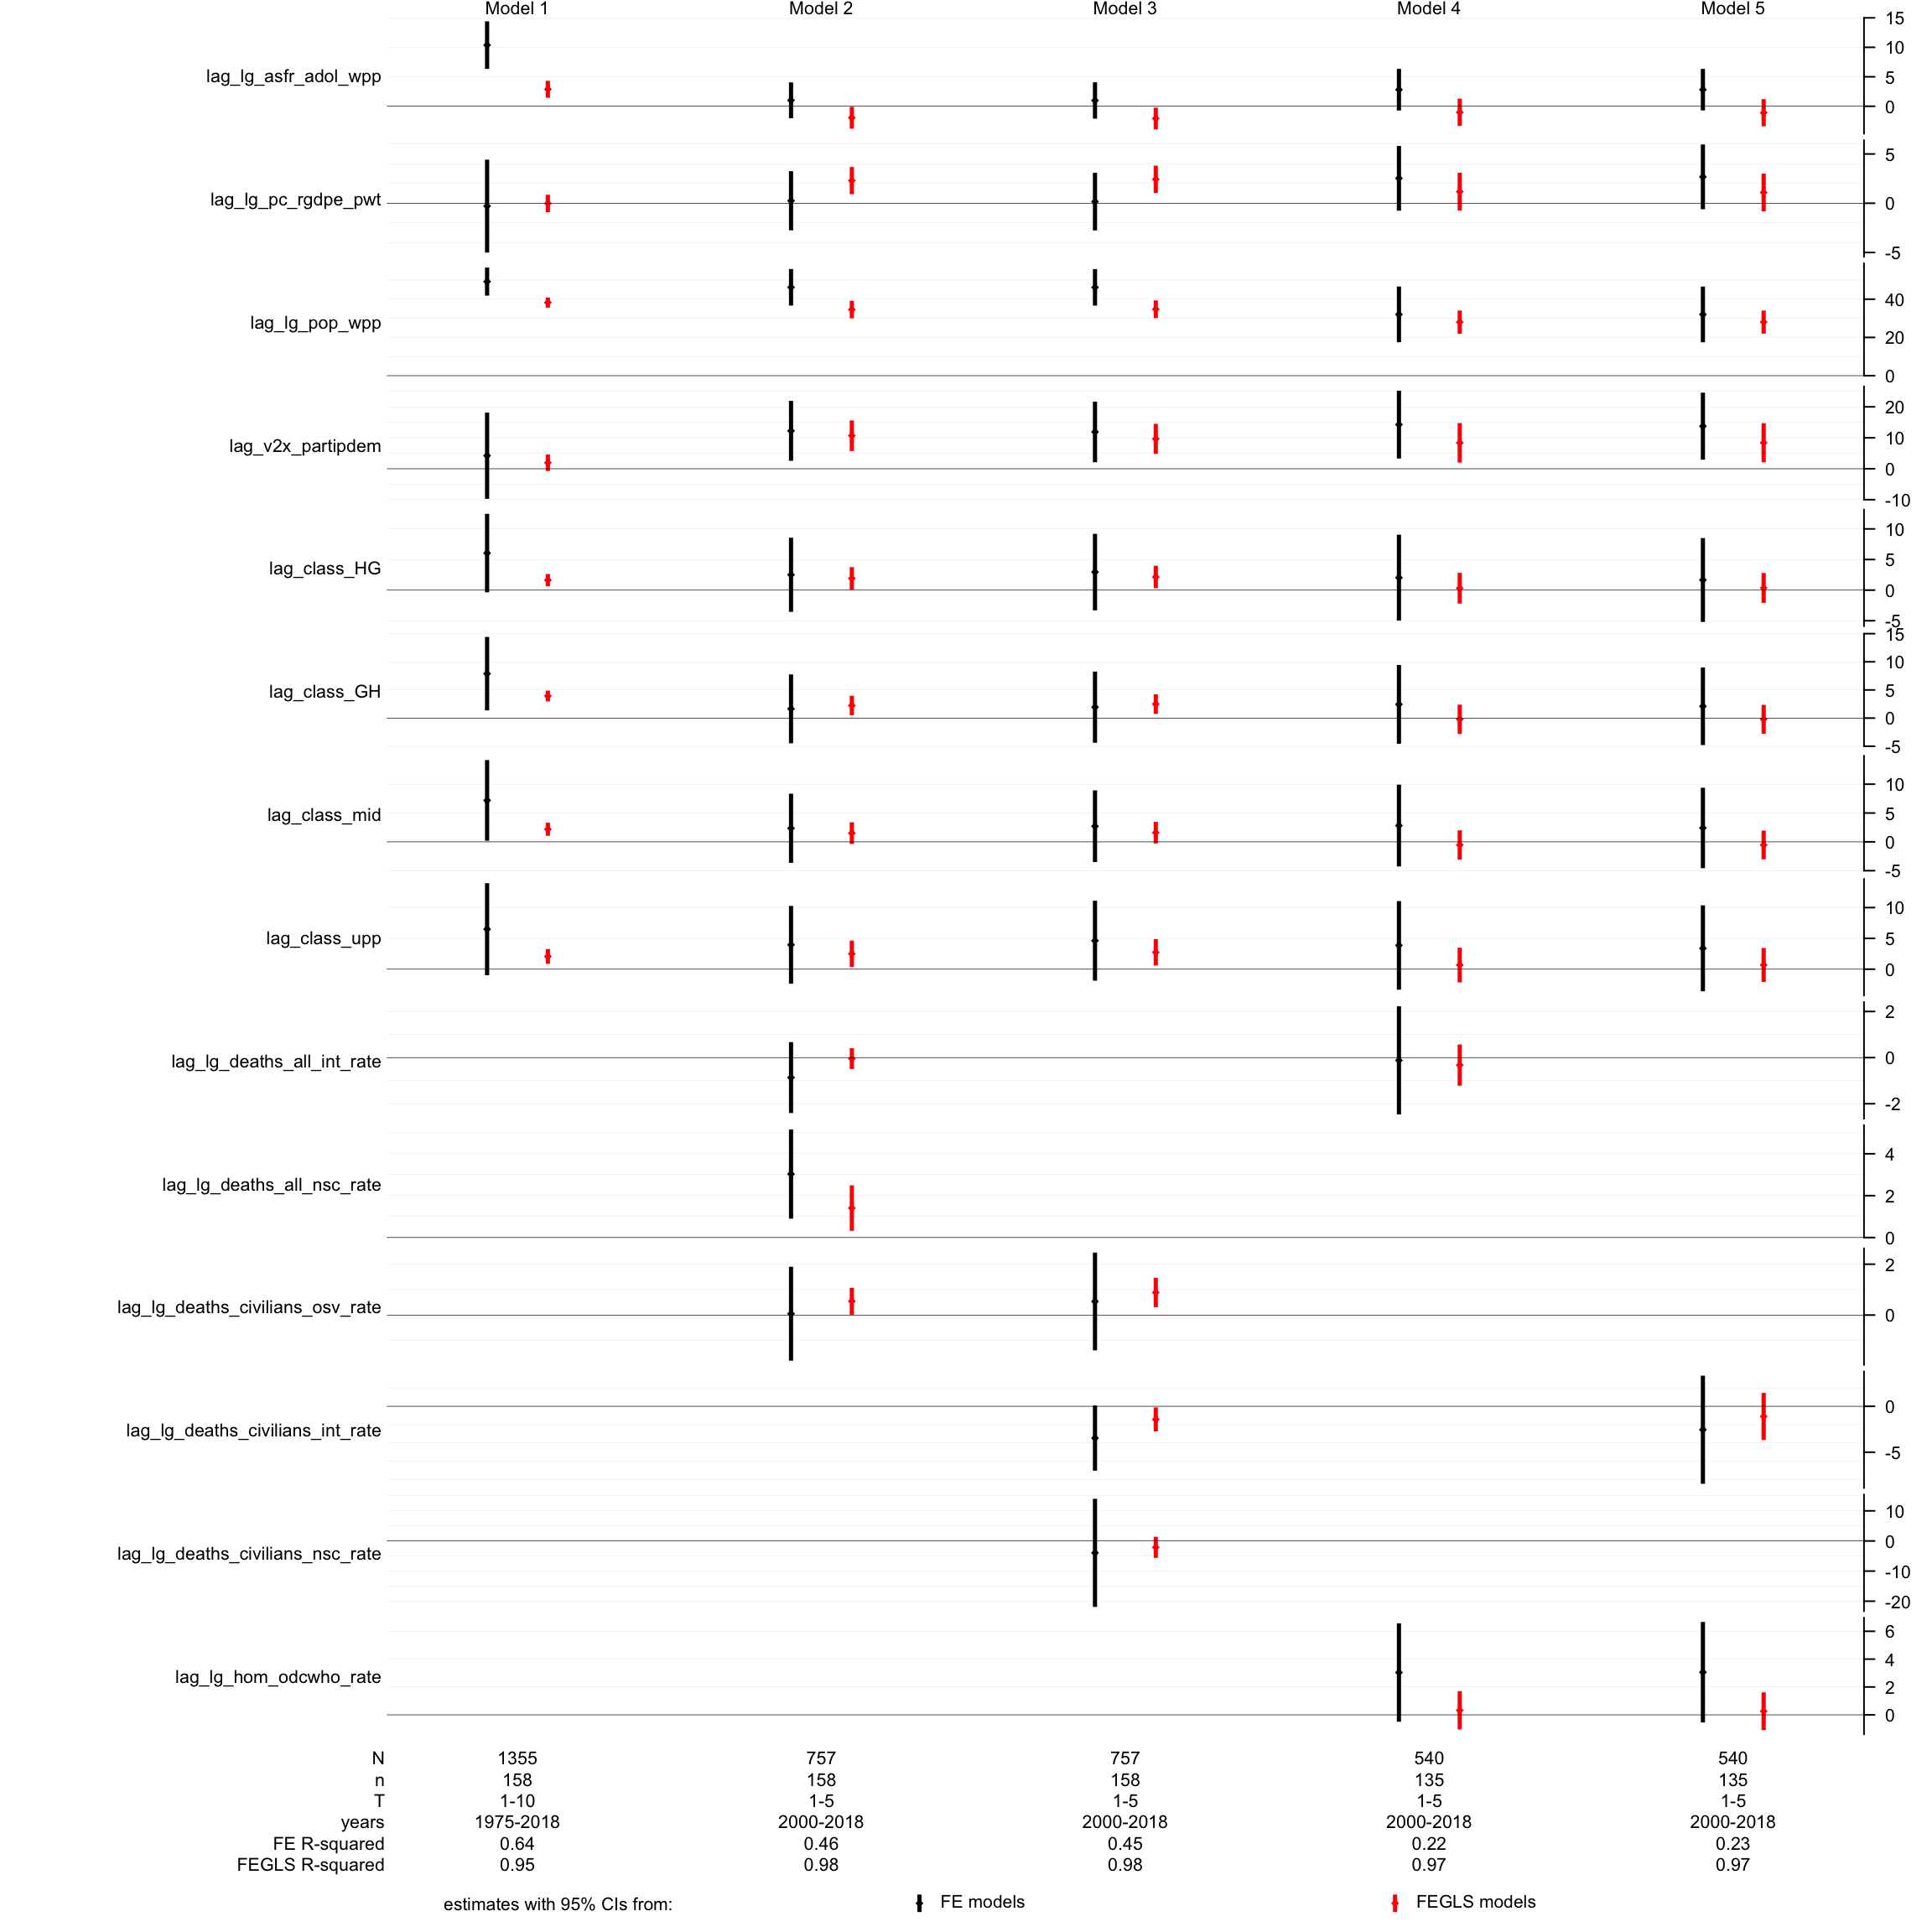 Model 1 Model 2 Model 3 Model 4 Model 5
lag_lg_asfr_adol_wpp
15
10
5
0
lag_lg_pc_rgdpe_pwt
5
0
-5
lag_lg_pop_wpp
40
20
0
lag_v2x_partipdem
20
10
0
-10
lag_class_HG
10
5
0
-5
lag_class_GH
15
10
5
0
-5
lag_class_mid
10
5
0
-5
lag_class_upp
10
5
0
lag_lg_deaths_all_int_rate
2
0
-2
lag_lg_deaths_all_nsc_rate
4
2
0
lag_lg_deaths_civilians_osv_rate
2
0
lag_lg_deaths_civilians_int_rate
0
-5
lag_lg_deaths_civilians_nsc_rate
10
0
-10
-20
lag_lg_hom_odcwho_rate
6
4
2
0
N 1355 757 757 540 540
n 158 158 158 135 135
T 1-10 1-5 1-5 1-5 1-5
years 1975-2018 2000-2018 2000-2018 2000-2018 2000-2018
FE R-squared 0.64 0.46 0.45 0.22 0.23
FEGLS R-squared 0.95 0.98 0.98 0.97 0.97
estimates with 95% CIs from: FE models FEGLS models